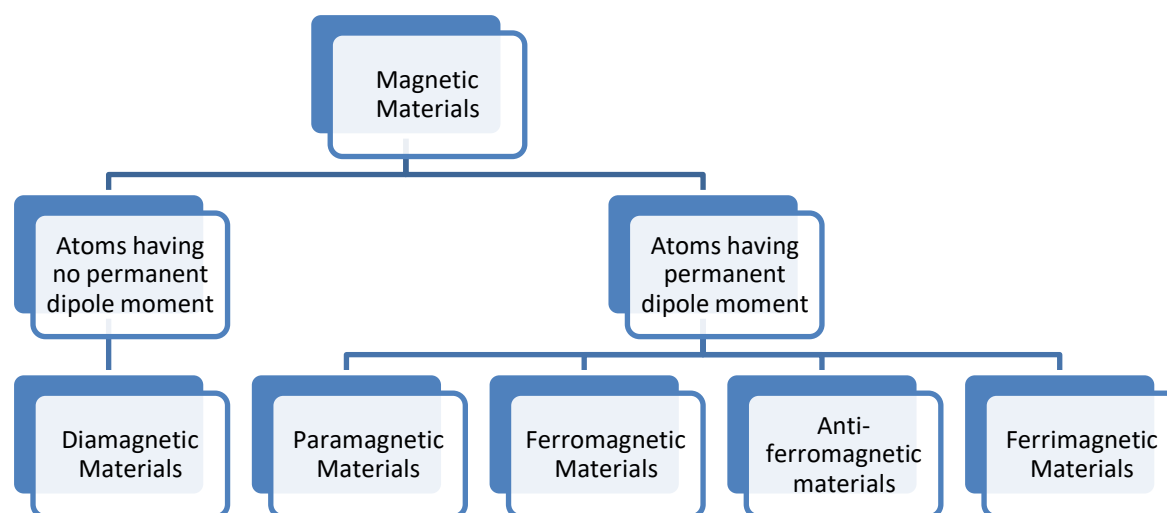 Magnetic
Materials
Atoms having
no permanent
dipole moment
Atoms having
permanent
dipole moment
Diamagnetic
Materials
Paramagnetic
Materials
Ferromagnetic
Materials
Anti-
ferromagnetic
materials
Ferrimagnetic
Materials